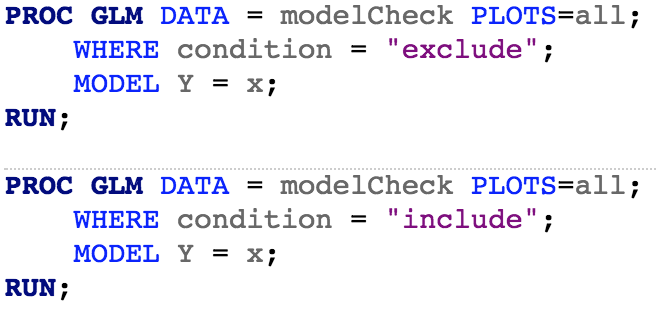 PROC GLM DATA = modelCheck PLOTS=all;
    WHERE condition = "exclude";
    MODEL Y = x;
RUN;
PROC GLM DATA = modelCheck PLOTS=all;
    WHERE condition = "include";
    MODEL Y = x;
RUN;